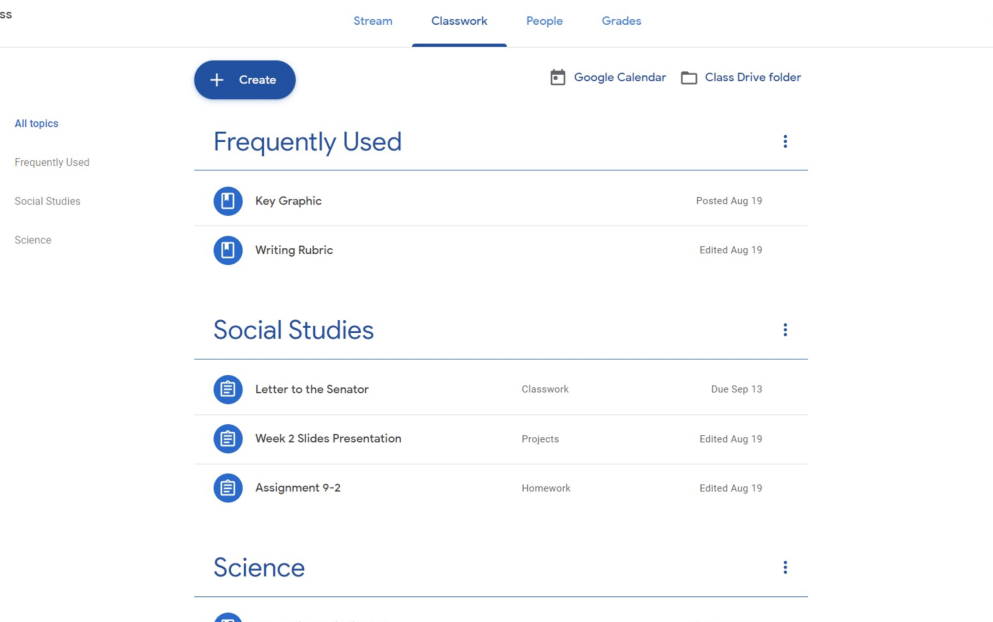 ss
Stream Classwork People Grades
Create
Google Calendar Class Drive folder
All topics
Frequently Used
Social Studies
Science
Frequently Used
Key Graphic Posted Aug 19
Writing Rubric Edited Aug 19
Social Studies
Letter to the Senator Classwork Due Sep 13
Week 2 Slides Presentation Projects Edited Aug 19
Assignment 9-2 Homework Edited Aug 19
Science